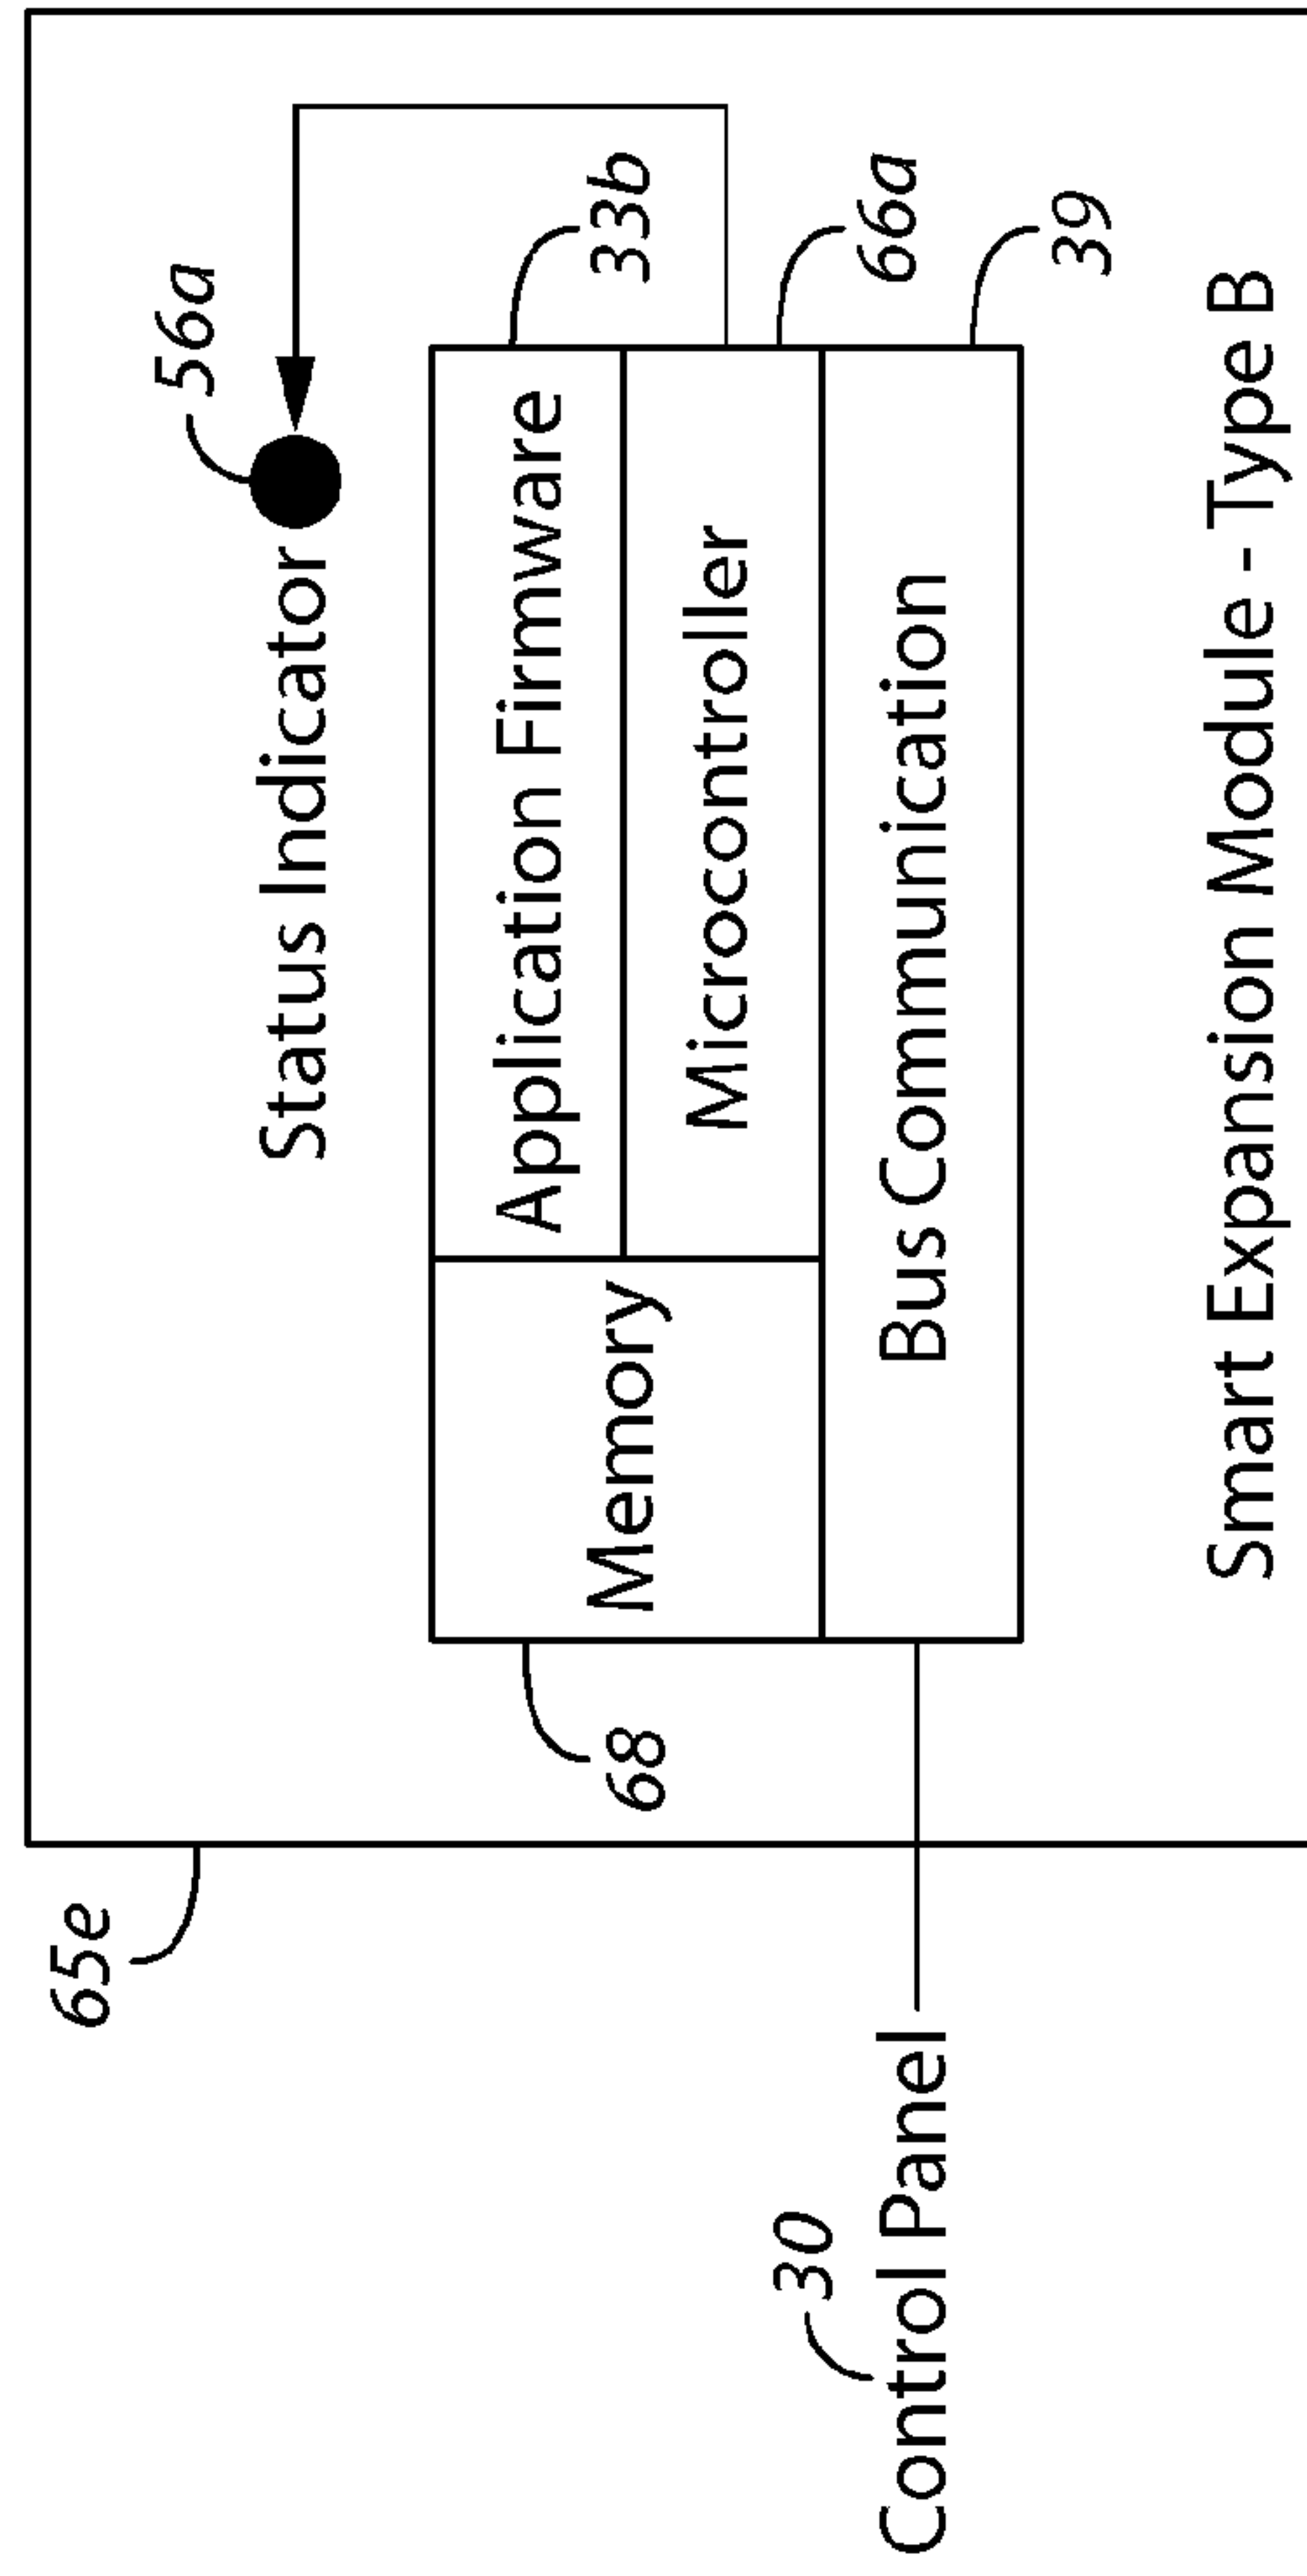 65e
56a
Status Indicator
33b
Application Firmware
68
Memory
66a
Microcontroller
30
Control Panel
39
Bus Communication
Smart Expansion Module - Type B